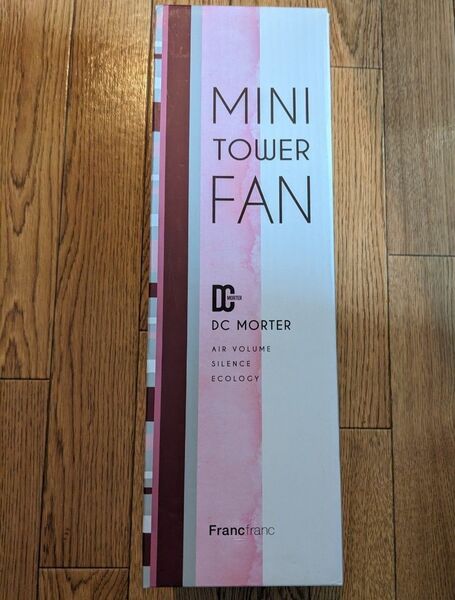 MINI
TOWER
FAN
DC
MORTER
DC MORTER
AIR VOLUME
SILENCE
ECOLOGY
Francfranc